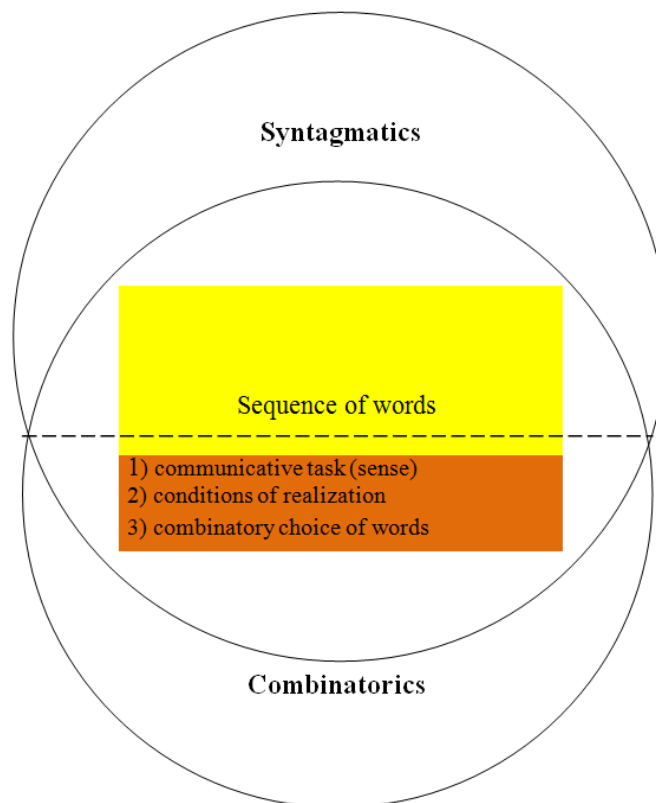 Syntagmatics
Sequence of words
1) communicative task (sense)
2) conditions of realization
3) combinatory choice of words
Combinatorics